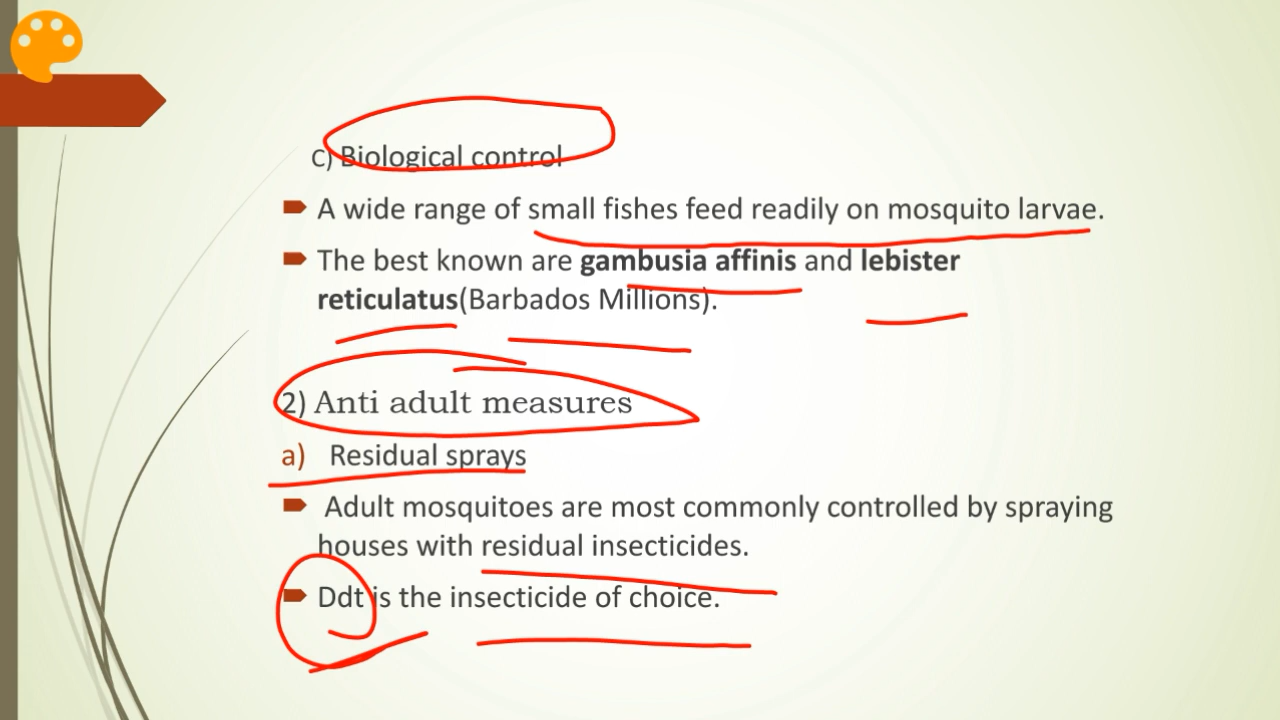 C) Biological control
A wide range of small fishes feed readily on mosquito larvae.
The best known are gambusia affinis and lebister
reticulatus(Barbados Millions).
2) Anti adult measures
a) Residual sprays
Adult mosquitoes are most commonly controlled by spraying
houses with residual insecticides.
Ddt is the insecticide of choice.